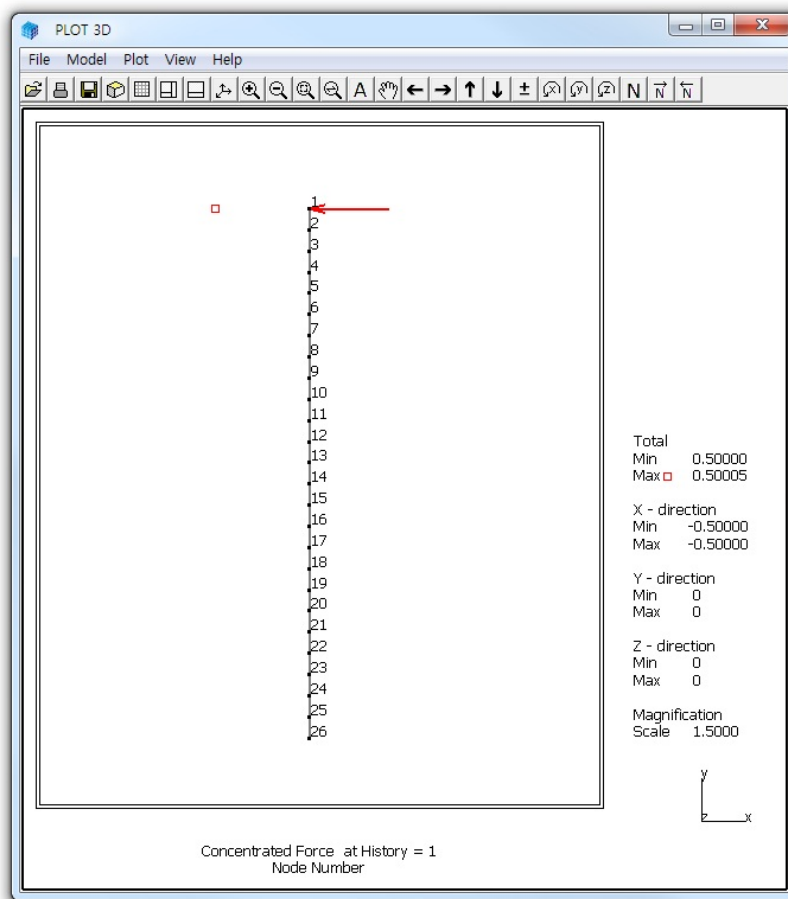 PLOT 3D
File Model Plot View Help
A
±
x
y
z
N
N
N
1
2
3
4
5
6
7
8
9
10
11
12
13
14
15
16
17
18
19
20
21
22
23
24
25
26
Total
Min 0.50000
Max 0.50005
X - direction
Min -0.50000
Max -0.50000
Y - direction
Min 0
Max 0
Z - direction
Min 0
Max 0
Magnification
Scale 1.5000
y
z x
Concentrated Force at History = 1
Node Number